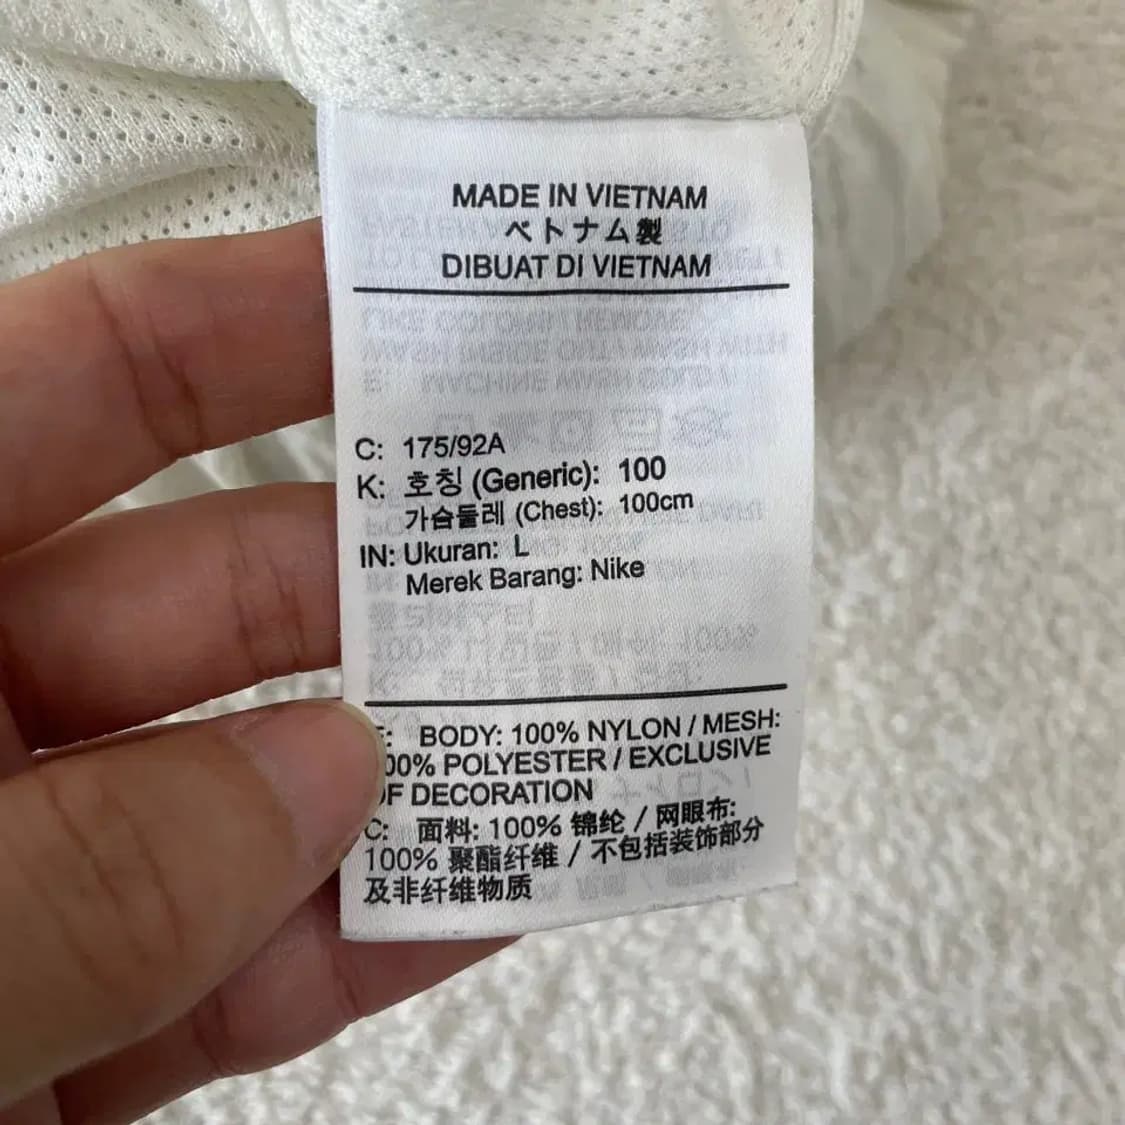 MADE IN VIETNAM
ベトナム製
DIBUAT DI VIETNAM
C: 175/92A
K: 호칭 (Generic): 100
가슴둘레 (Chest): 100cm
IN: Ukuran: L
Merek Barang: Nike
BODY: 100% NYLON / MESH:
00% POLYESTER / EXCLUSIVE
OF DECORATION
C: 面料: 100% 锦纶 / 网眼布:
100% 聚酯纤维 / 不包括装饰部分
及非纤维物质